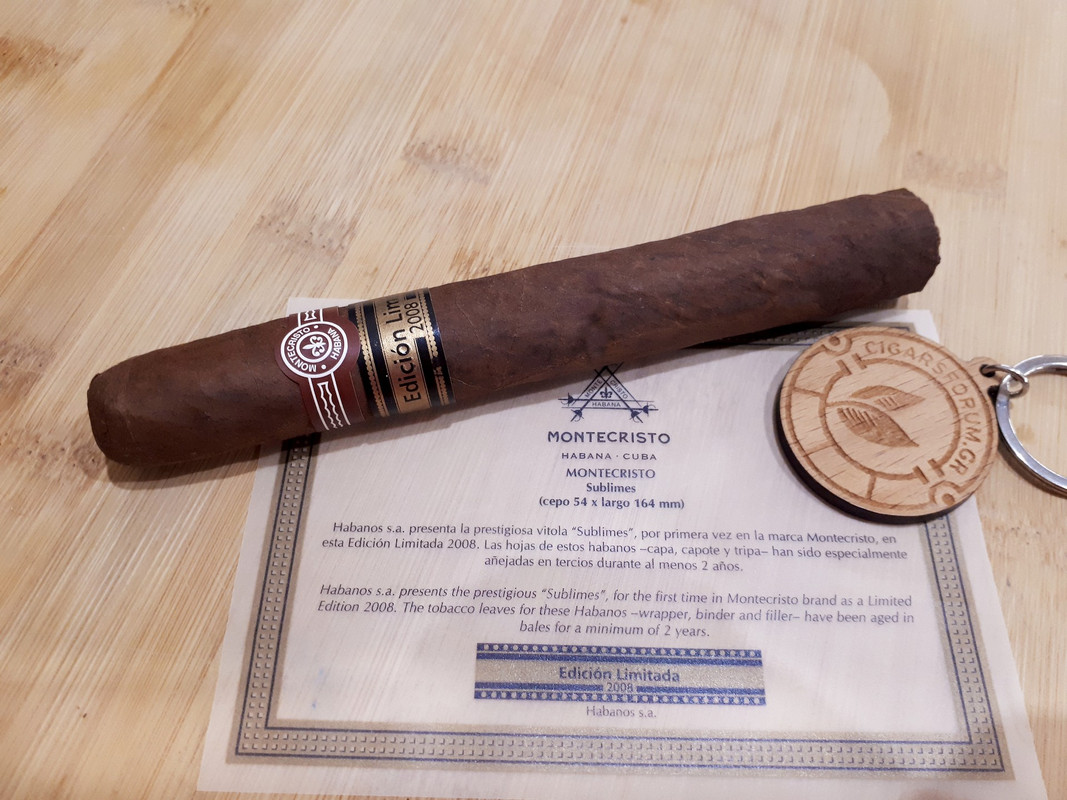 MONTECRISTO
HABANA
Edición Lim
2008
CIGARSFORUM.GR
MONTE CRISTO
HABANA
MONTECRISTO
HABANA · CUBA
MONTECRISTO
Sublimes
(cepo 54 x largo 164 mm)
Habanos s.a. presenta la prestigiosa vitola “Sublimes”, por primera vez en la marca Montecristo, en
esta Edición Limitada 2008. Las hojas de estos habanos –capa, capote y tripa– han sido especialmente
añejadas en tercios durante al menos 2 años.
Habanos s.a. presents the prestigious “Sublimes”, for the first time in Montecristo brand as a Limited
Edition 2008. The tobacco leaves for these Habanos –wrapper, binder and filler– have been aged in
bales for a minimum of 2 years.
Edición Limitada
2008
Habanos s.a.